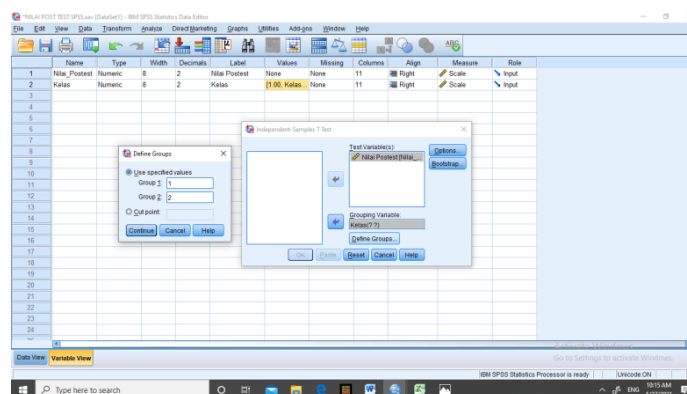 *NILAI POST TEST SPSS.sav [DataSet1] - IBM SPSS Statistics Data Editor
File Edit View Data Transform Analyze Direct Marketing Graphs Utilities Add-ons Window Help
Name Type Width Decimals Label Values Missing Columns Align Measure Role
1 Nilai_Postest Numeric 8 2 Nilai Postest None None 11 Right Scale Input
2 Kelas Numeric 8 2 Kelas {1.00, Kelas... None 11 Right Scale Input
3
4
5
6
7
8
9
10
11
12
13
14
15
16
17
18
19
20
21
22
23
24
Define Groups
Use specified values
Group 1: 1
Group 2: 2
Cut point:
Continue Cancel Help
Independent-Samples T Test
Test Variable(s):
Nilai Postest [Nilai_...
Options...
Bootstrap...
Grouping Variable:
Kelas(? ?)
Define Groups...
OK Paste Reset Cancel Help
Data View Variable View
Activate Windows
Go to Settings to activate Windows.
IBM SPSS Statistics Processor is ready Unicode:ON
Type here to search
ENG 10:15 AM